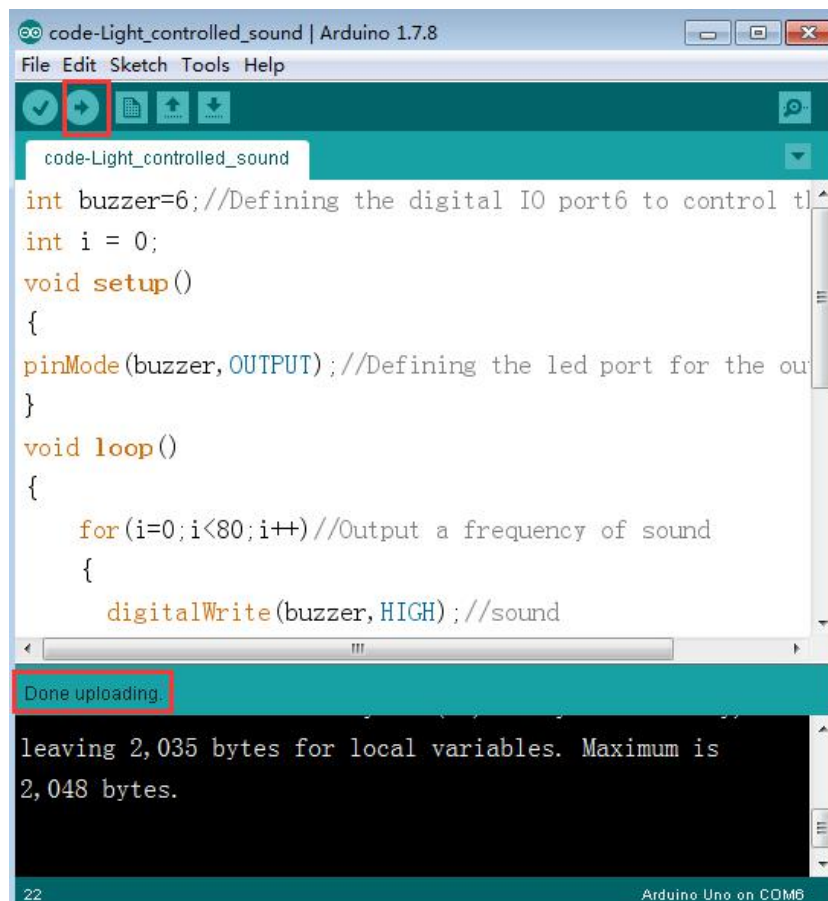 code-Light_controlled_sound | Arduino 1.7.8
File Edit Sketch Tools Help
code-Light_controlled_sound
int buzzer=6;//Defining the digital IO port6 to control
int i = 0;
void setup()
{
pinMode(buzzer,OUTPUT);//Defining the led port for the
}
void loop()
{
for(i=0;i<80;i++)//Output a frequency of sound
{
digitalWrite(buzzer,HIGH);//sound
Done uploading.
leaving 2,035 bytes for local variables. Maximum is
2,048 bytes.
22
Arduino Uno on COM6